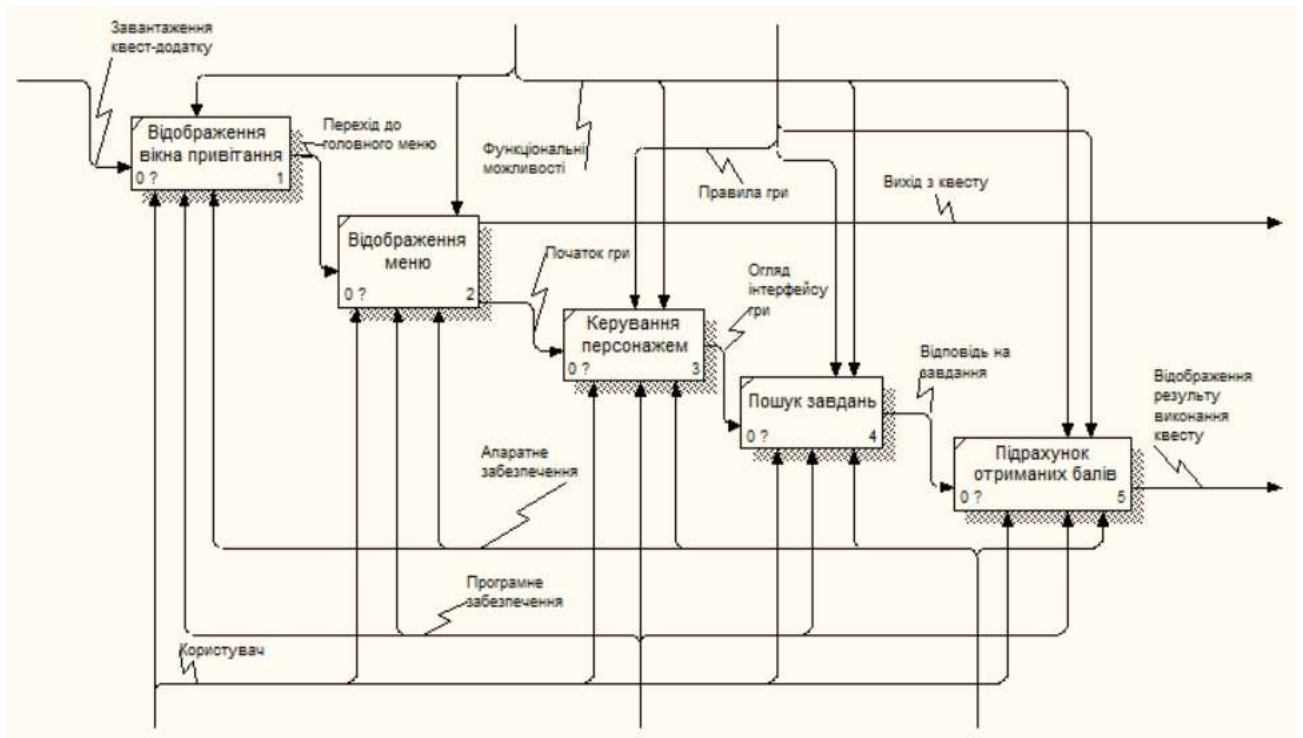 Завантаження
квест-додатку
Відображення
вікна привітання
0 ?
1
Перехід до
головного меню
Функціональні
можливості
Правила гри
Вихід з квесту
Відображення
меню
0 ?
2
Початок гри
Огляд
інтерфейсу
гри
Керування
персонажем
0 ?
3
Відповідь на
завдання
Пошук завдань
0 ?
4
Відображення
результу
виконання
квесту
Підрахунок
отриманих балів
0 ?
5
Апаратне
забезпечення
Програмне
забезпечення
Користувач